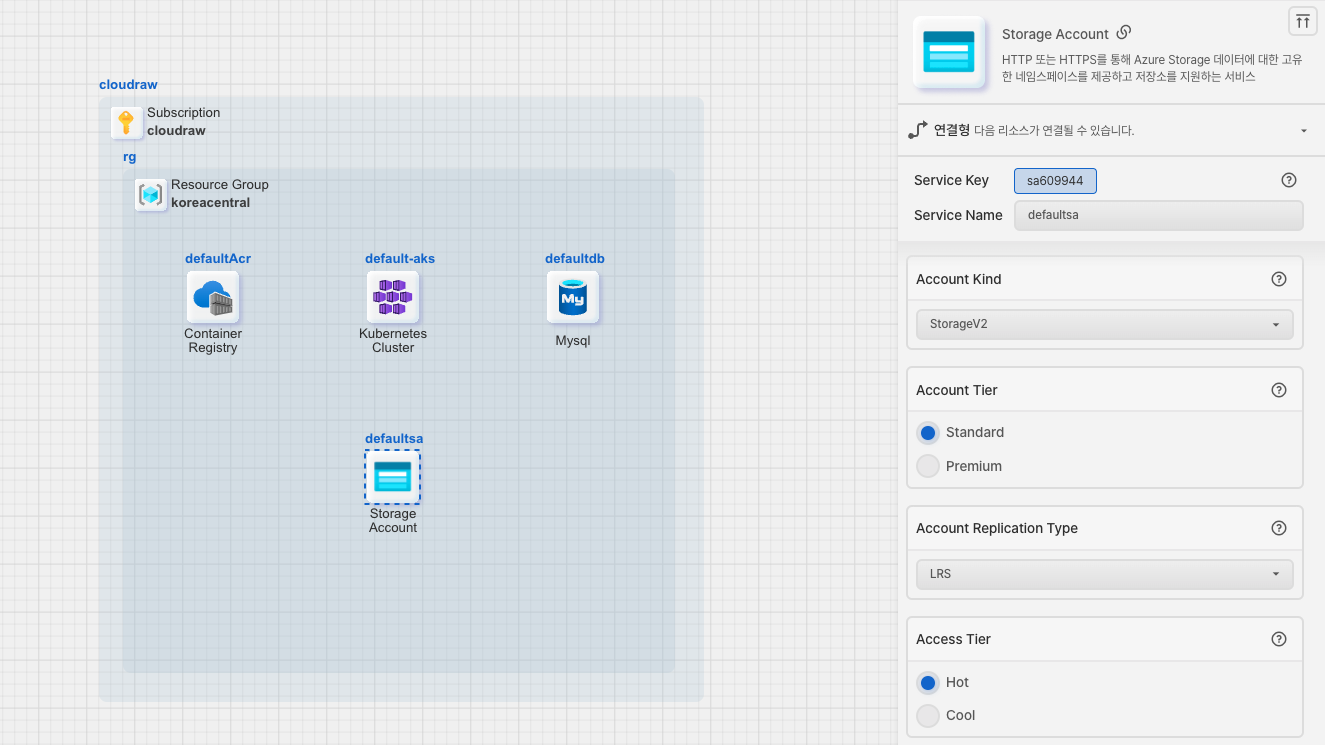 cloudraw
Subscription
cloudraw
rg
Resource Group
koreacentral
defaultAcr
Container
Registry
default-aks
Kubernetes
Cluster
defaultdb
My
Mysql
defaultsa
Storage
Account
Storage Account
HTTP 또는 HTTPS를 통해 Azure Storage 데이터에 대한 고유
한 네임스페이스를 제공하고 저장소를 지원하는 서비스
연결형 다음 리소스가 연결될 수 있습니다.
Service Key sa609944
Service Name defaultsa
Account Kind
StorageV2
Account Tier
Standard
Premium
Account Replication Type
LRS
Access Tier
Hot
Cool